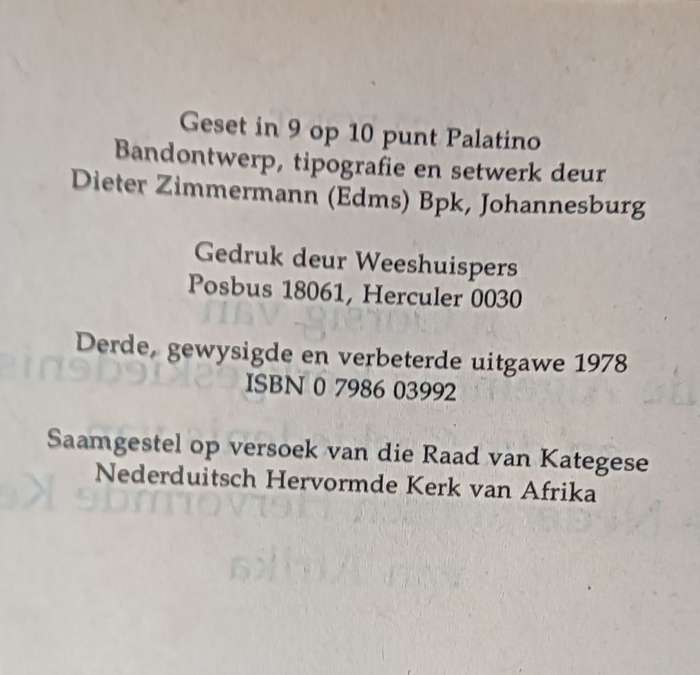 Geset in 9 op 10 punt Palatino
Bandontwerp, tipografie en setwerk deur
Dieter Zimmermann (Edms) Bpk, Johannesburg
Gedruk deur Weeshuispers
Posbus 18061, Herculer 0030
Derde, gewysigde en verbeterde uitgawe 1978
ISBN 0 7986 03992
Saamgestel op versoek van die Raad van Kategese
Nederduitsch Hervormde Kerk van Afrika